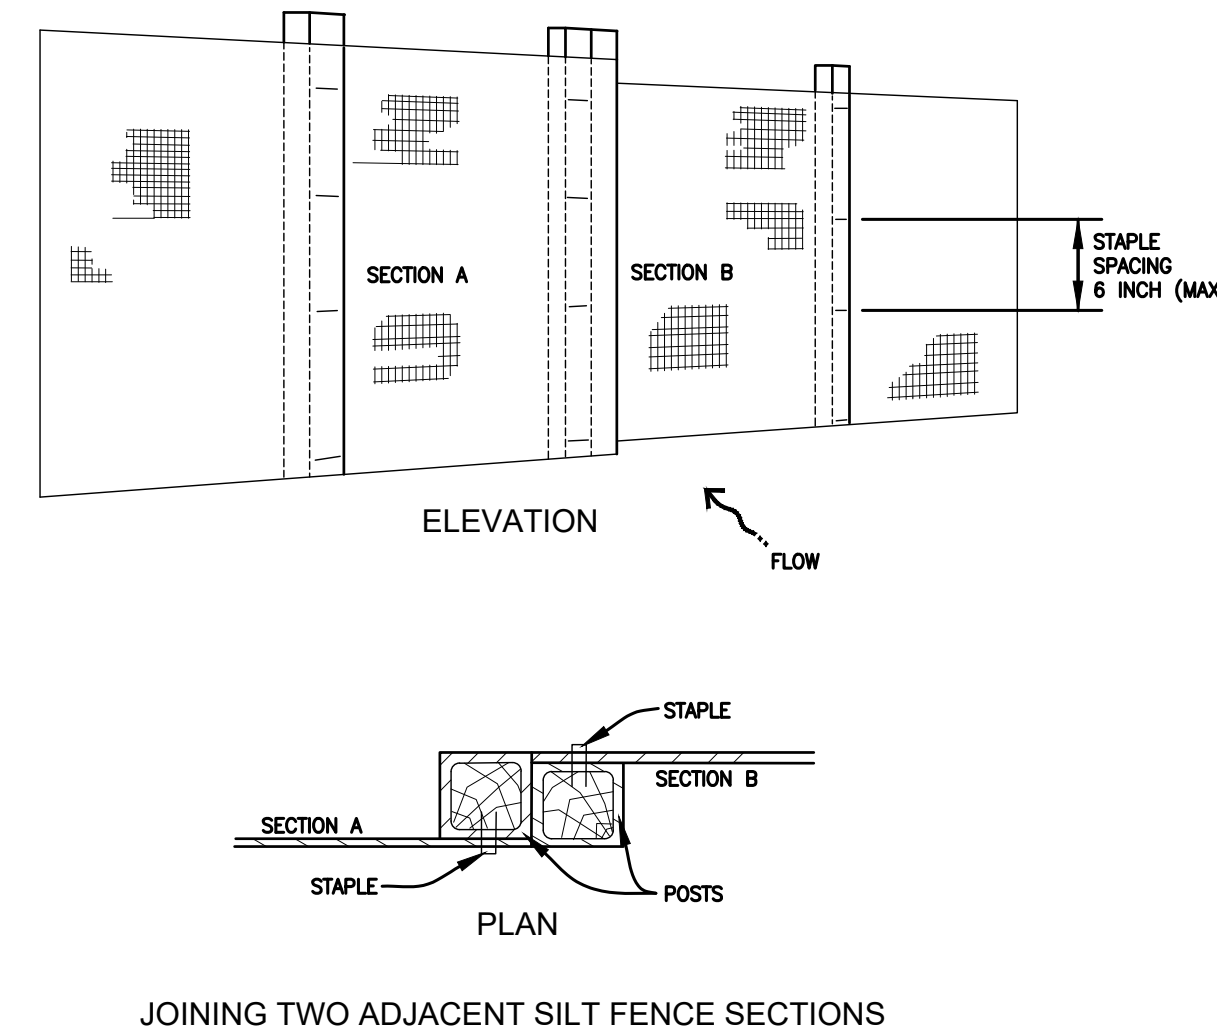 SECTION A
SECTION B
STAPLE
SPACING
6 INCH (MAX
ELEVATION
FLOW
STAPLE
SECTION B
SECTION A
STAPLE
POSTS
PLAN
JOINING TWO ADJACENT SILT FENCE SECTIONS